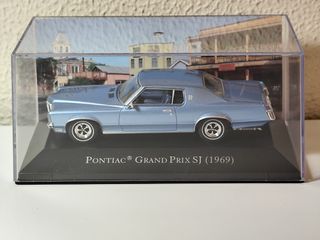 PONTIAC® GRAND PRIX SJ (1969)